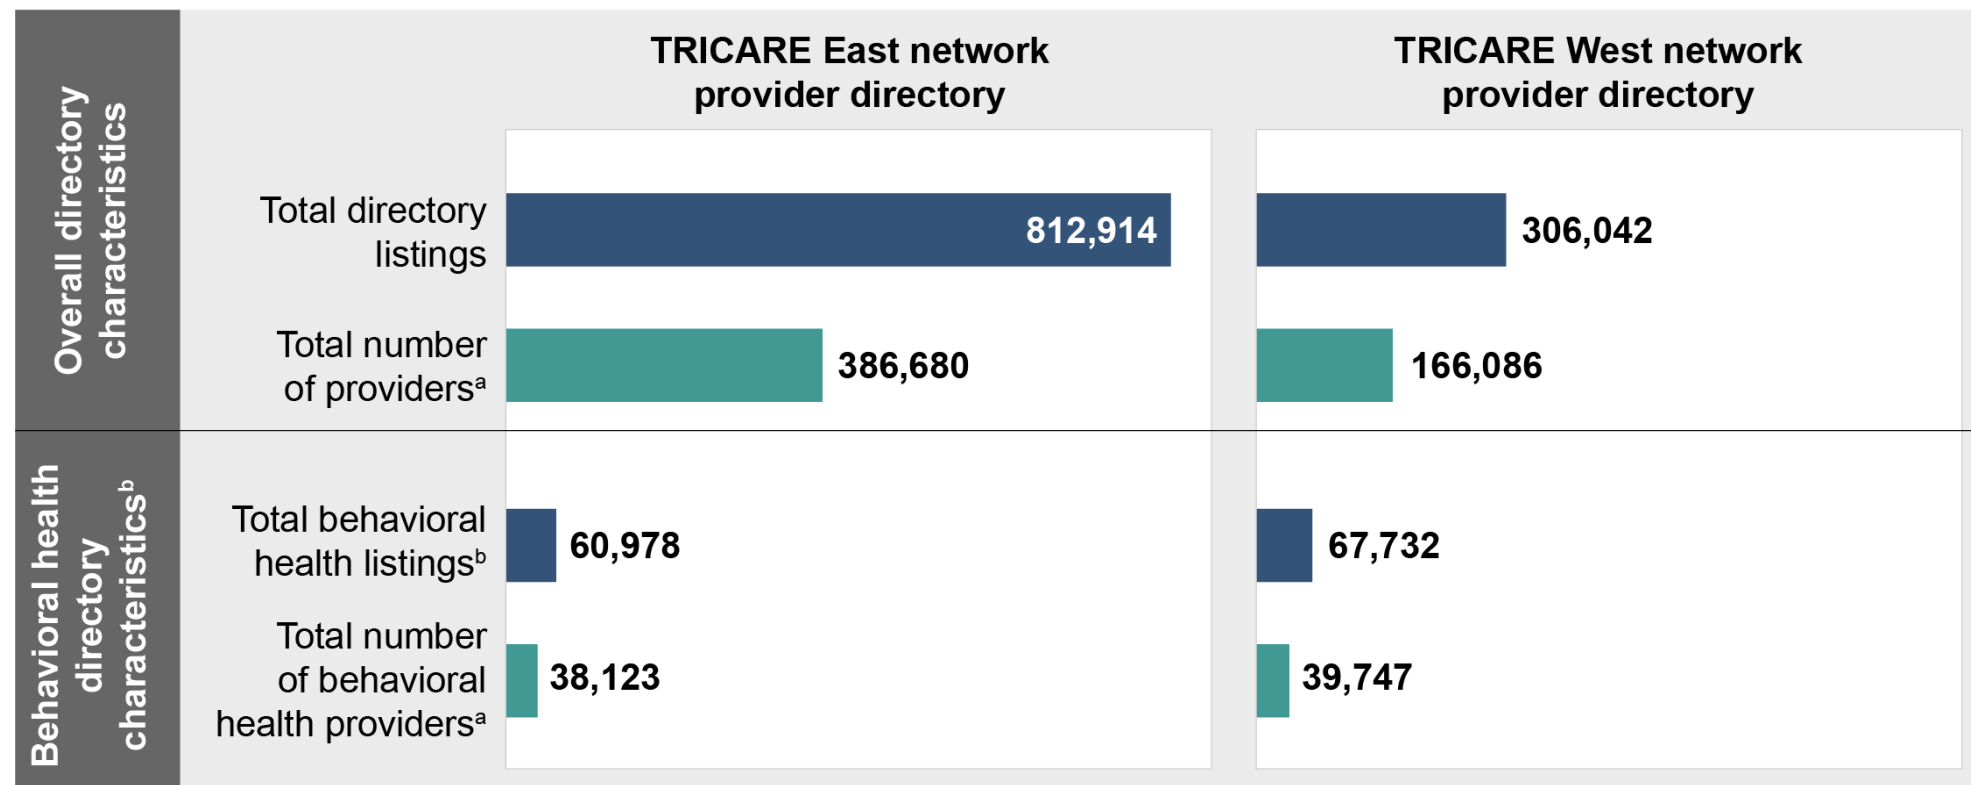 TRICARE East network
provider directory
TRICARE West network
provider directory
Overall directory
characteristics
Total directory
listings
812,914
306,042
Total number
of providersᵃ
386,680
166,086
Behavioral health
directory
characteristicsᵇ
Total behavioral
health listingsᵇ
60,978
67,732
Total number
of behavioral
health providersᵃ
38,123
39,747